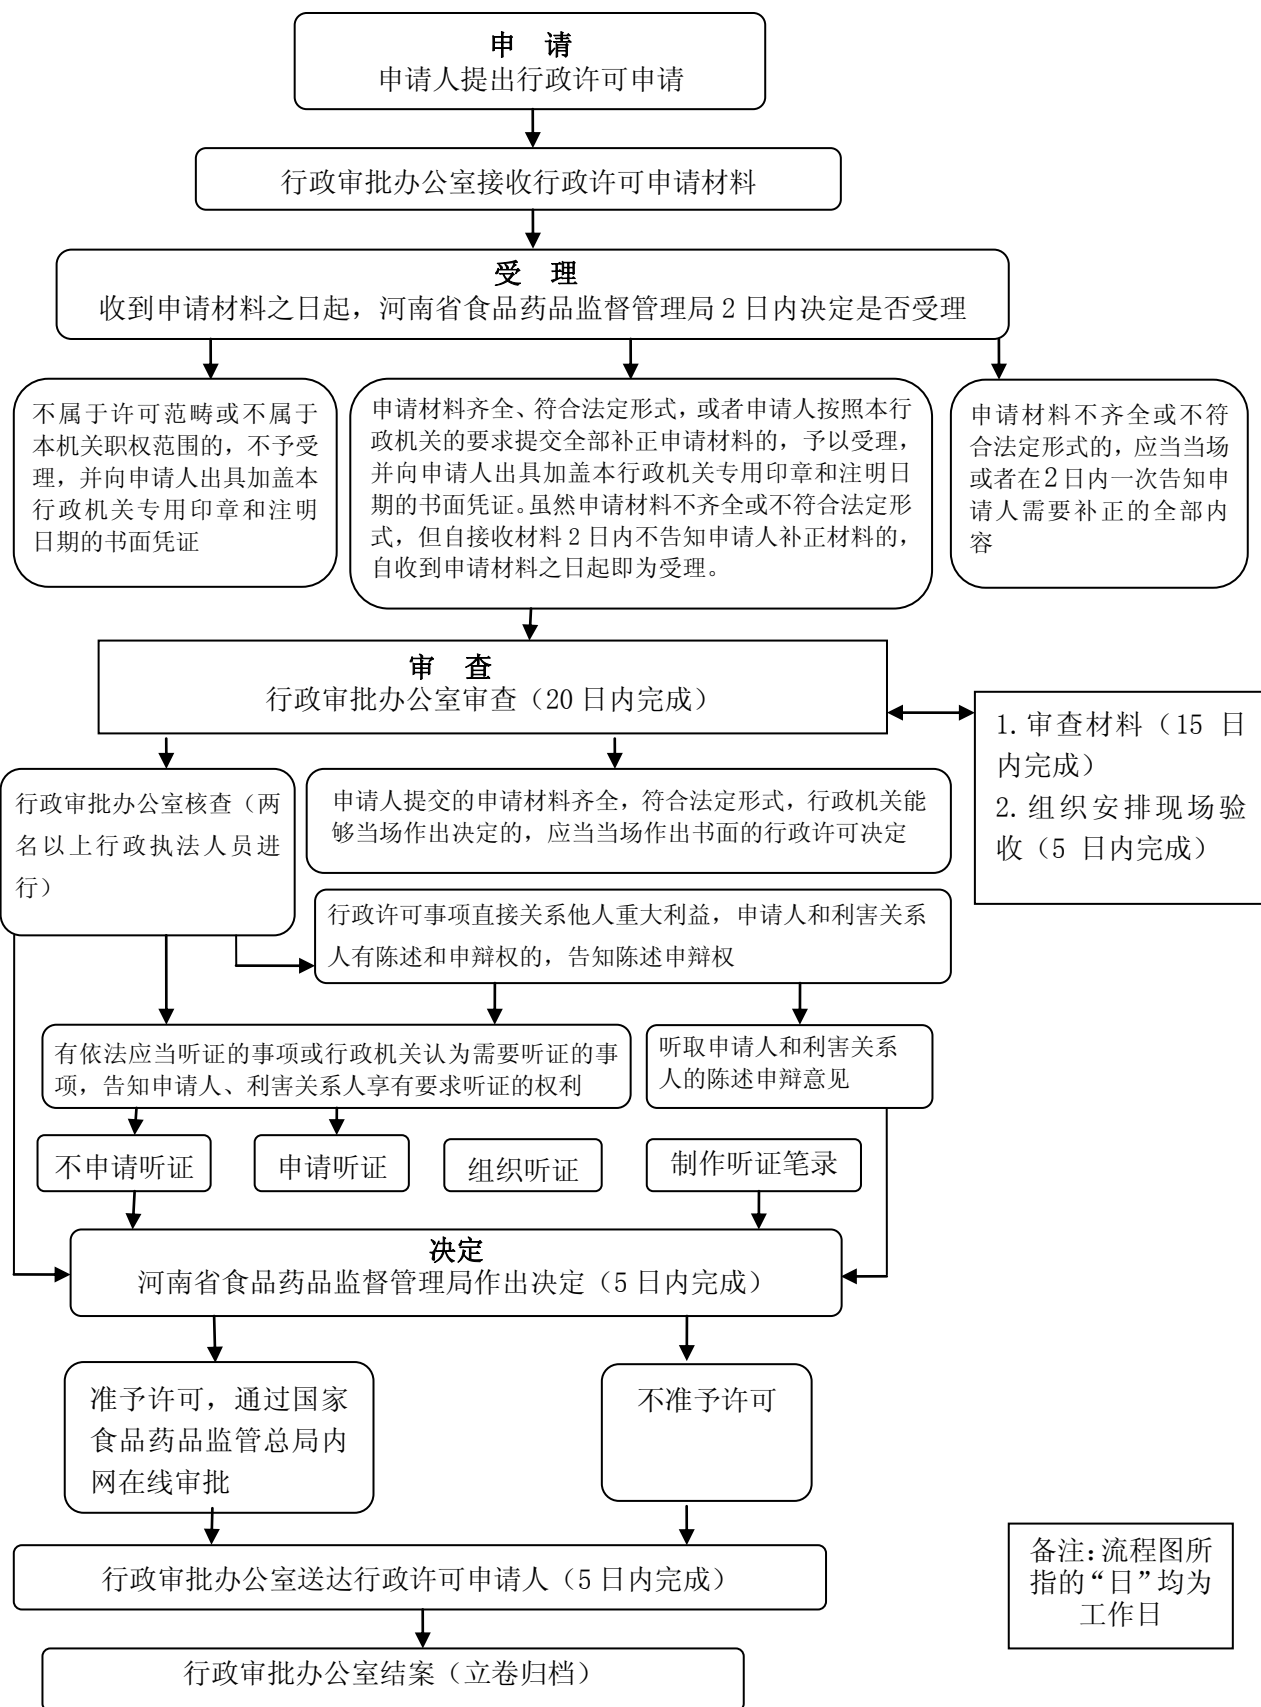 申 请
申请人提出行政许可申请
行政审批办公室接收行政许可申请材料
受 理
收到申请材料之日起，河南省食品药品监督管理局 2 日内决定是否受理
不属于许可范畴或不属于
本机关职权范围的，不予受
理，并向申请人出具加盖本
行政机关专用印章和注明
日期的书面凭证
申请材料齐全、符合法定形式，或者申请人按照本行
政机关的要求提交全部补正申请材料的，予以受理，
并向申请人出具加盖本行政机关专用印章和注明日
期的书面凭证。虽然申请材料不齐全或不符合法定形
式，但自接收材料 2 日内不告知申请人补正材料的，
自收到申请材料之日起即为受理。
申请材料不齐全或不符
合法定形式的，应当当场
或者在2日内一次告知申
请人需要补正的全部内
容
审 查
行政审批办公室审查（20 日内完成）
1.审查材料（15 日
内完成）
2.组织安排现场验
收（5 日内完成）
行政审批办公室核查（两
名以上行政执法人员进
行）
申请人提交的申请材料齐全，符合法定形式，行政机关能
够当场作出决定的，应当当场作出书面的行政许可决定
行政许可事项直接关系他人重大利益，申请人和利害关系
人有陈述和申辩权的，告知陈述申辩权
有依法应当听证的事项或行政机关认为需要听证的事
项，告知申请人、利害关系人享有要求听证的权利
听取申请人和利害关系
人的陈述申辩意见
不申请听证
申请听证
组织听证
制作听证笔录
决定
河南省食品药品监督管理局作出决定（5 日内完成）
准予许可，通过国家
食品药品监管总局内
网在线审批
不准予许可
行政审批办公室送达行政许可申请人（5 日内完成）
备注：流程图所
指的“日”均为
工作日
行政审批办公室结案（立卷归档）